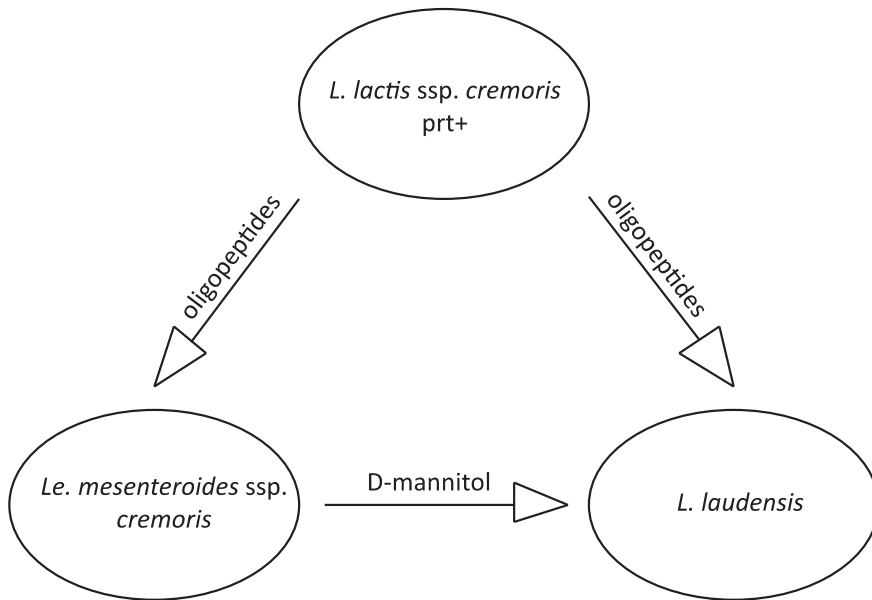 L. lactis ssp. cremoris
prt+
oligopeptides
oligopeptides
Le. mesenteroides ssp.
cremoris
D-mannitol
L. laudensis